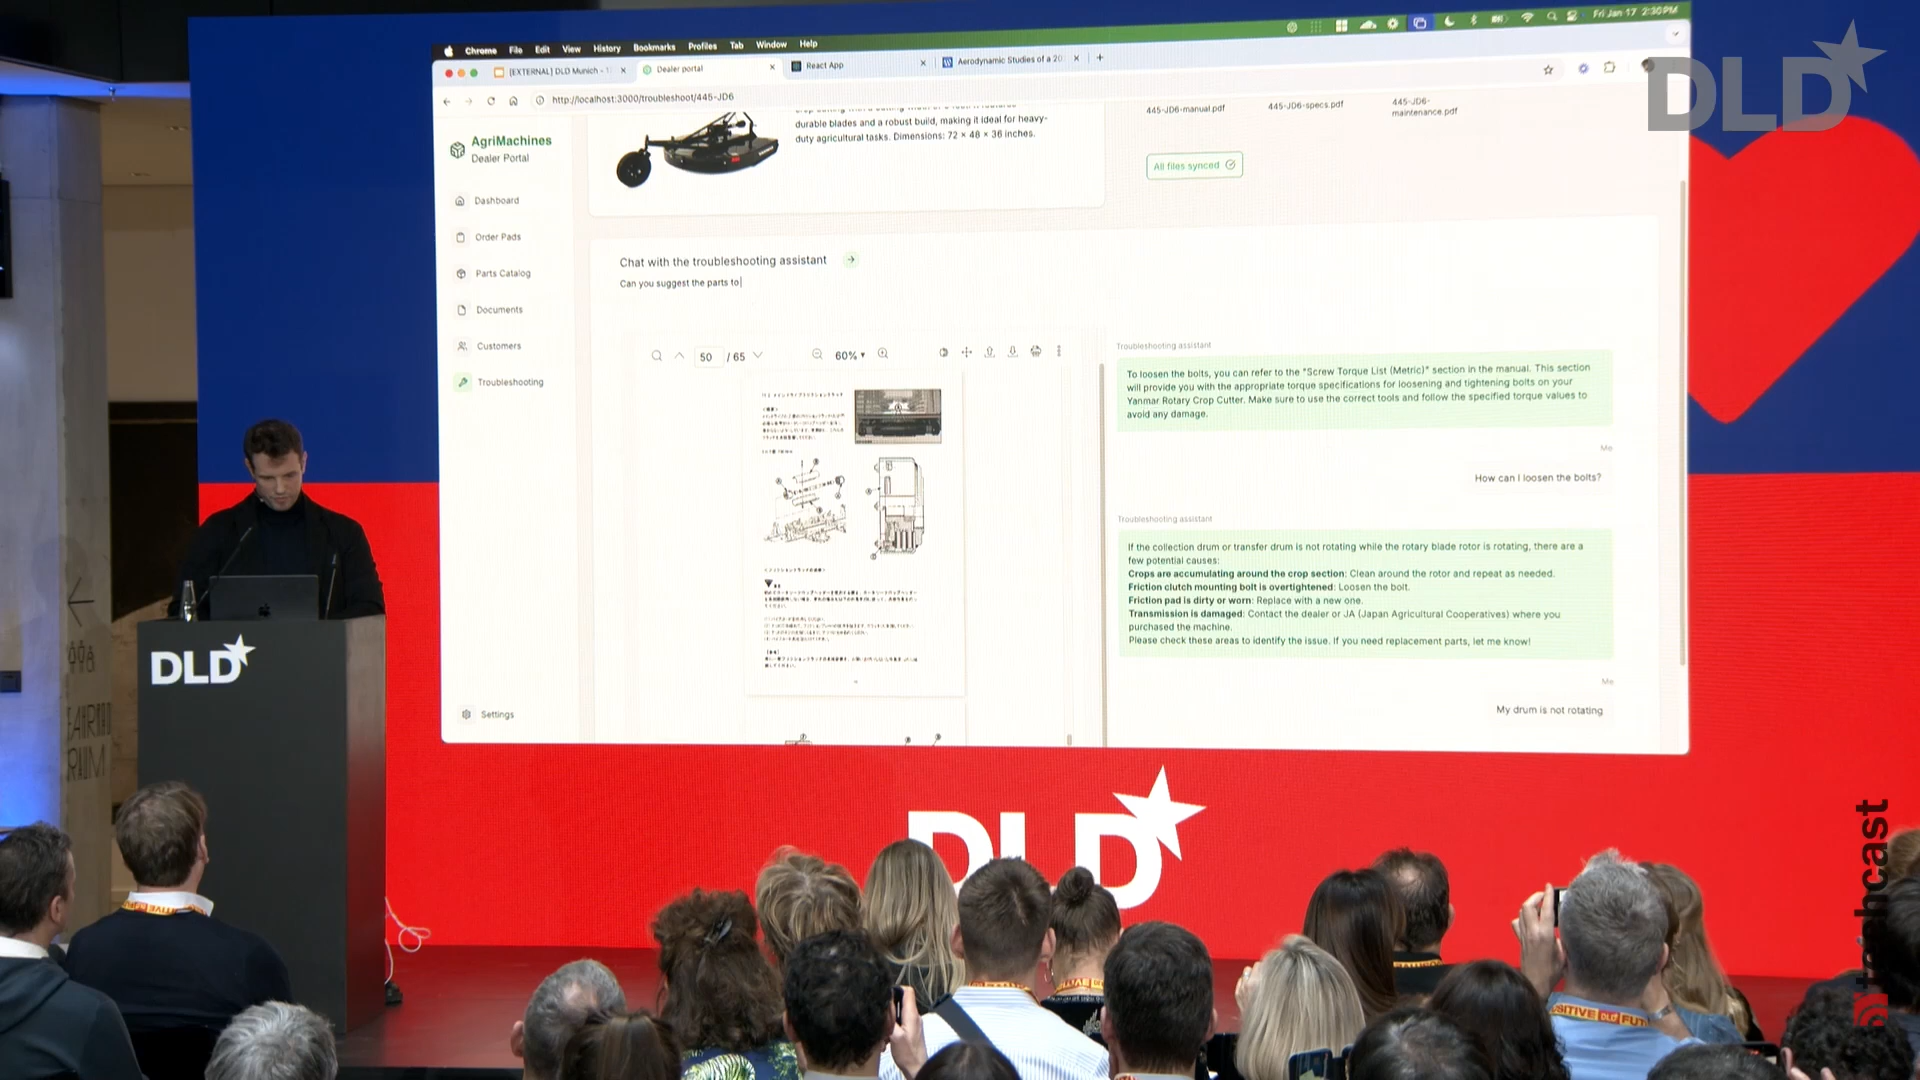 Chrome File Edit View History Bookmarks Profiles Tab Window Help
Fri Jan 17 2:30PM
[EXTERNAL] DLD Munich -
Dealer portal
React App
Aerodynamic Studies of a 20
http://localhost:3000/troubleshoot/445-JD6
DLD
AgriMachines
Dealer Portal
Dashboard
Order Pads
Parts Catalog
Documents
Customers
Troubleshooting
Settings
durable blades and a robust build, making it ideal for heavy-
duty agricultural tasks. Dimensions: 72 × 48 × 36 inches.
445-JD6-manual.pdf
445-JD6-specs.pdf
445-JD6-
maintenance.pdf
All files synced
Chat with the troubleshooting assistant
Can you suggest the parts to
50 / 65
60%
Troubleshooting assistant
To loosen the bolts, you can refer to the "Screw Torque List (Metric)" section in the manual. This section
will provide you with the appropriate torque specifications for loosening and tightening bolts on your
Yanmar Rotary Crop Cutter. Make sure to use the correct tools and follow the specified torque values to
avoid any damage.
Me
How can I loosen the bolts?
Troubleshooting assistant
If the collection drum or transfer drum is not rotating while the rotary blade rotor is rotating, there are a
few potential causes:
Crops are accumulating around the crop section: Clean around the rotor and repeat as needed.
Friction clutch mounting bolt is overtightened: Loosen the bolt.
Friction pad is dirty or worn: Replace with a new one.
Transmission is damaged: Contact the dealer or JA (Japan Agricultural Cooperatives) where you
purchased the machine.
Please check these areas to identify the issue. If you need replacement parts, let me know!
Me
My drum is not rotating
DLD
DLD
techcast